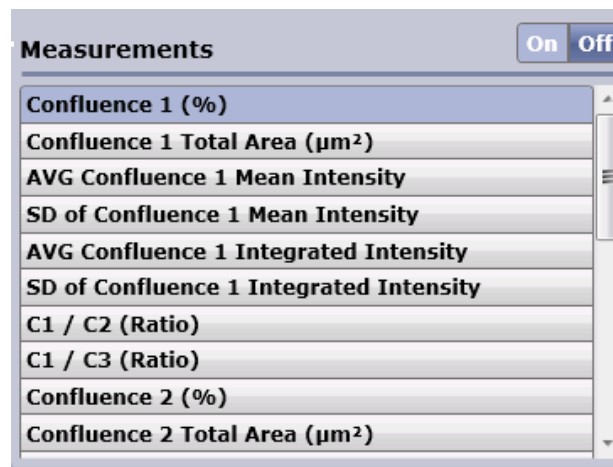 Measurements
On Off
Confluence 1 (%)
Confluence 1 Total Area (µm²)
AVG Confluence 1 Mean Intensity
SD of Confluence 1 Mean Intensity
AVG Confluence 1 Integrated Intensity
SD of Confluence 1 Integrated Intensity
C1 / C2 (Ratio)
C1 / C3 (Ratio)
Confluence 2 (%)
Confluence 2 Total Area (µm²)